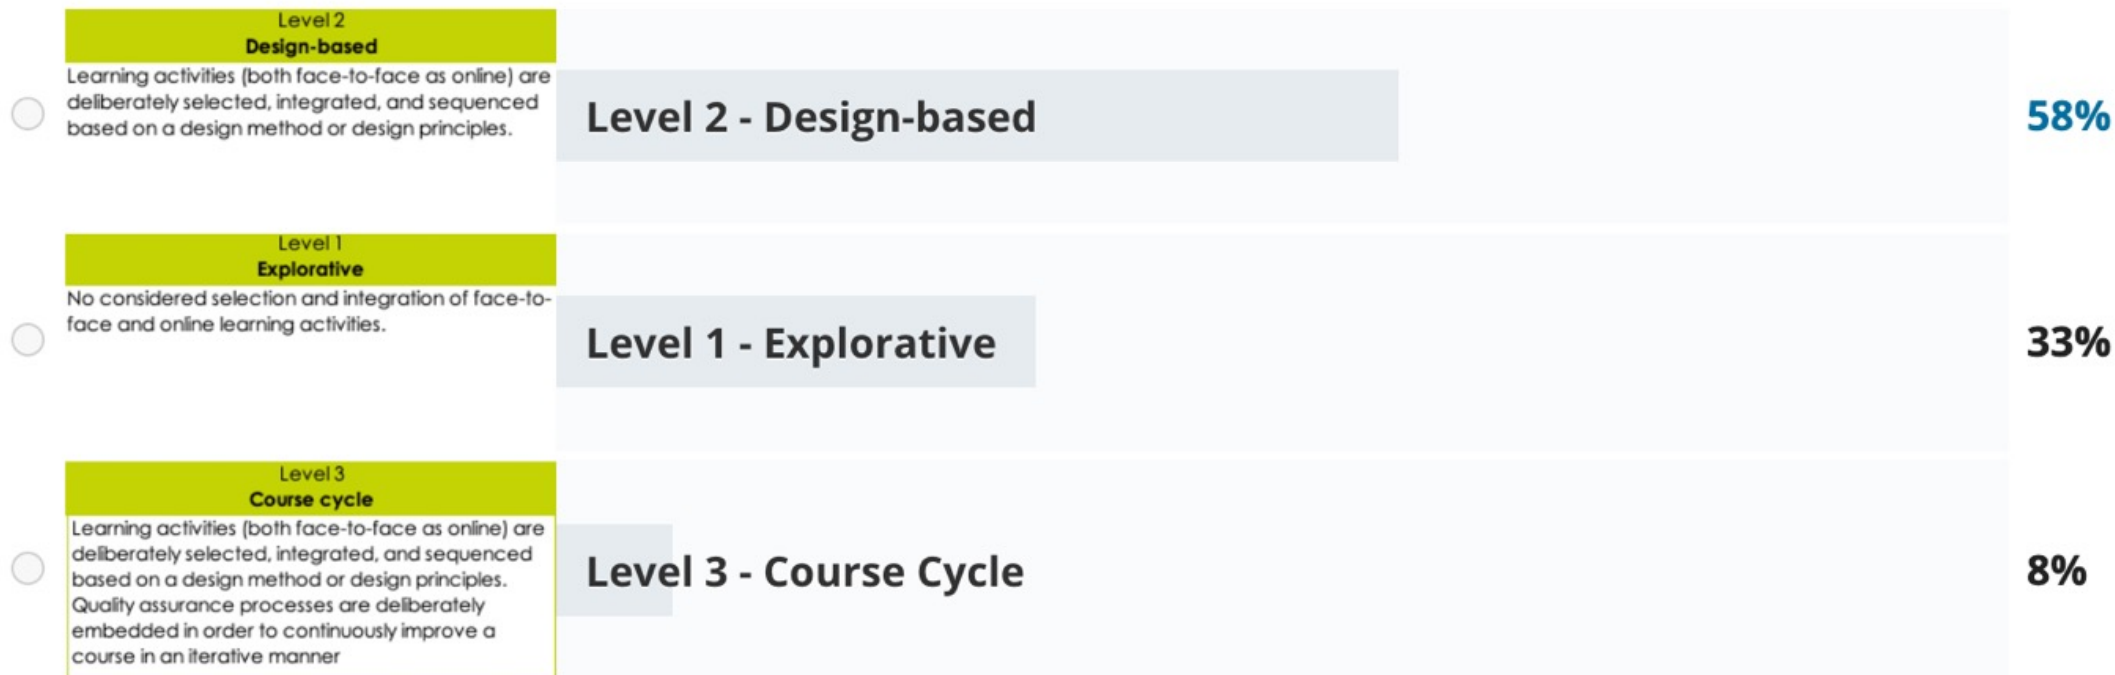 Level 2
Design-based
Learning activities (both face-to-face as online) are
deliberately selected, integrated, and sequenced
based on a design method or design principles.
Level 2 - Design-based
58%
Level 1
Explorative
No considered selection and integration of face-to-
face and online learning activities.
Level 1 - Explorative
33%
Level 3
Course cycle
Learning activities (both face-to-face as online) are
deliberately selected, integrated, and sequenced
based on a design method or design principles.
Quality assurance processes are deliberately
embedded in order to continuously improve a
course in an iterative manner
Level 3 - Course Cycle
8%